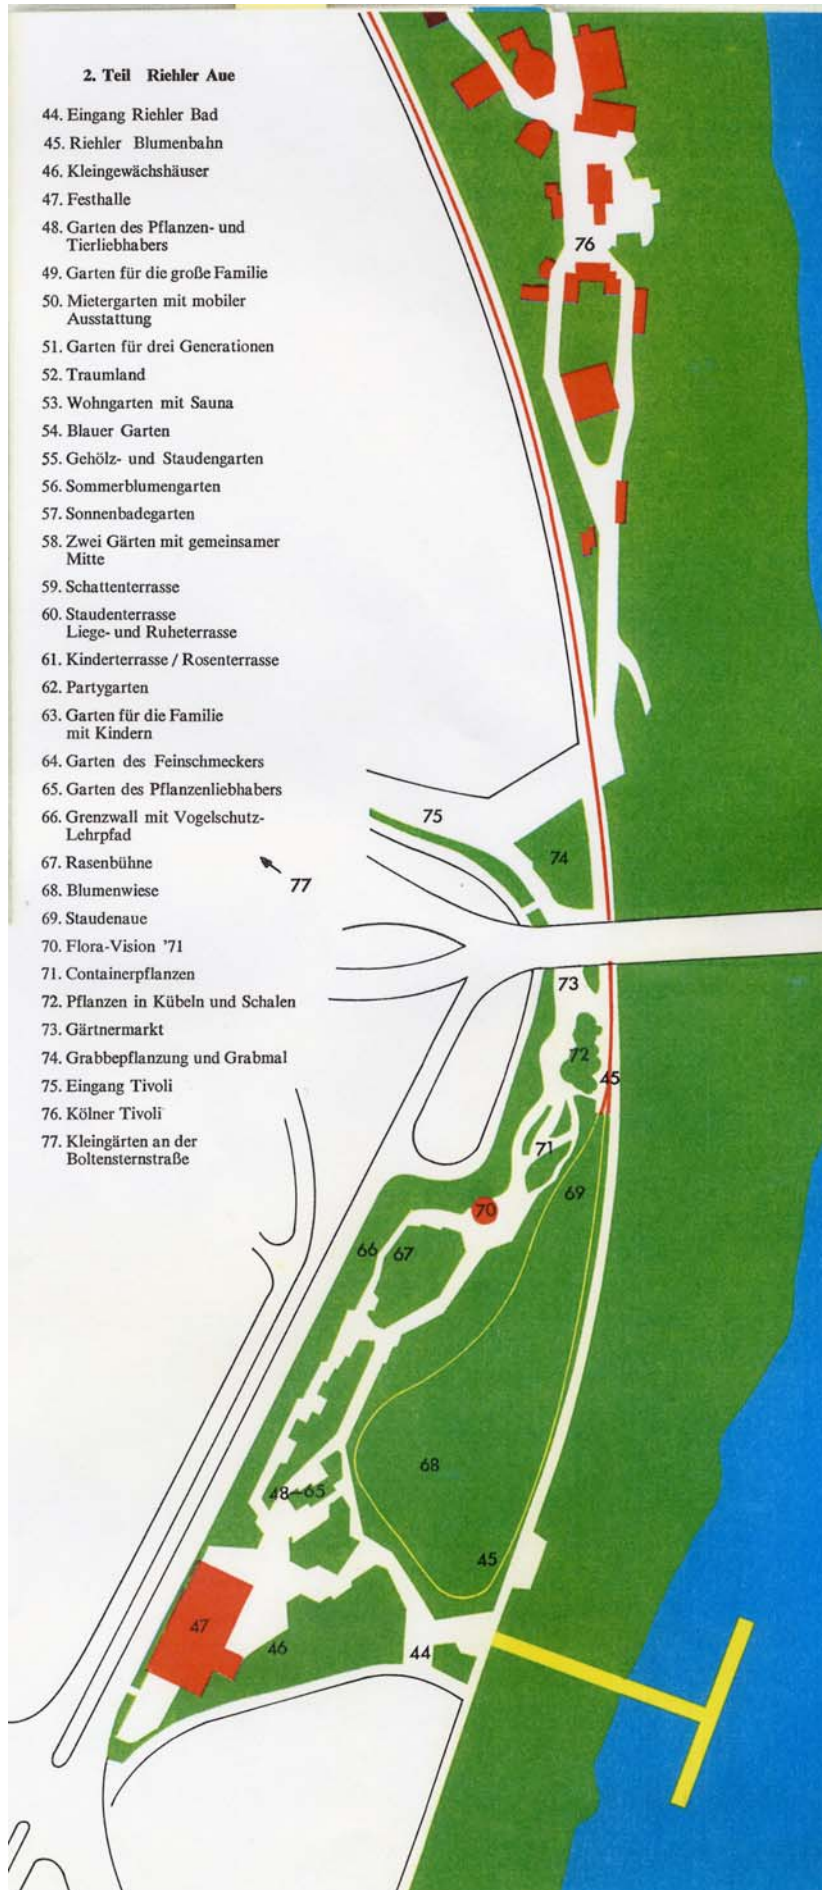 2. Teil Riehler Aue
44. Eingang Riehler Bad
45. Riehler Blumenbahn
46. Kleingewächshäuser
47. Festhalle
48. Garten des Pflanzen- und
Tierliebhabers
49. Garten für die große Familie
50. Mietergarten mit mobiler
Ausstattung
51. Garten für drei Generationen
52. Traumland
53. Wohngarten mit Sauna
54. Blauer Garten
55. Gehölz- und Staudengarten
56. Sommerblumengarten
57. Sonnenbadegarten
58. Zwei Gärten mit gemeinsamer
Mitte
59. Schattenterrasse
60. Staudenterrasse
Liege- und Ruheterrasse
61. Kinderterrasse / Rosenterrasse
62. Partygarten
63. Garten für die Familie
mit Kindern
64. Garten des Feinschmeckers
65. Garten des Pflanzenliebhabers
66. Grenzwall mit Vogelschutz-
Lehrpfad
67. Rasenbühne
68. Blumenwiese
69. Staudenaue
70. Flora-Vision '71
71. Containerpflanzen
72. Pflanzen in Kübeln und Schalen
73. Gärtnermarkt
74. Grabbepflanzung und Grabmal
75. Eingang Tivoli
76. Kölner Tivoli
77. Kleingärten an der
Boltensternstraße
76
75
74
77
73
72
45
71
69
70
66
67
68
48-65
45
47
46
44